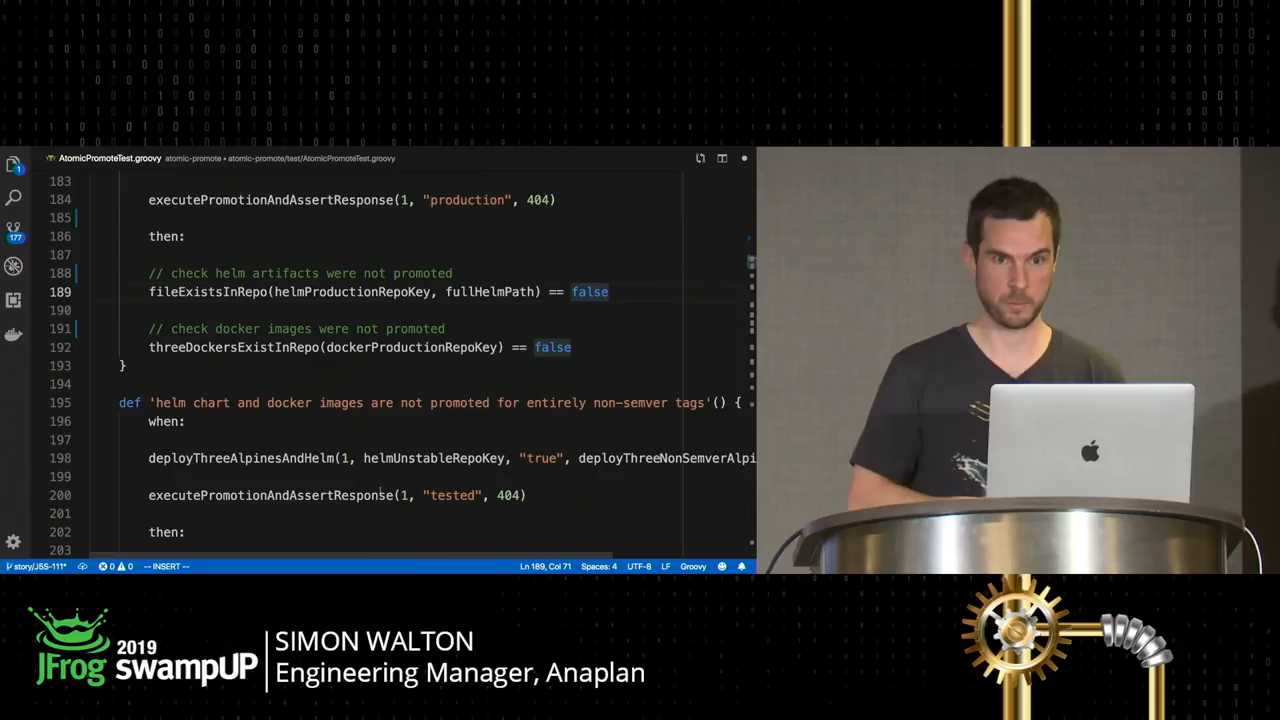 AtomicPromoteTest.groovy atomic-promote • atomic-promote/test/AtomicPromoteTest.groovy
183
184 executePromotionAndAssertResponse(1, "production", 404)
185
186 then:
187
188 // check helm artifacts were not promoted
189 fileExistsInRepo(helmProductionRepoKey, fullHelmPath) == false
190
191 // check docker images were not promoted
192 threeDockersExistInRepo(dockerProductionRepoKey) == false
193 }
194
195 def 'helm chart and docker images are not promoted for entirely non-semver tags'() {
196 when:
197
198 deployThreeAlpinesAndHelm(1, helmUnstableRepoKey, "true", deployThreeNonSemverAlpi
199
200 executePromotionAndAssertResponse(1, "tested", 404)
201
202 then:
203
1
177
story/J5S-111* 0 0 -- INSERT -- Ln 189, Col 71 Spaces: 4 UTF-8 LF Groovy
JFrog 2019 swampUP
SIMON WALTON
Engineering Manager, Anaplan